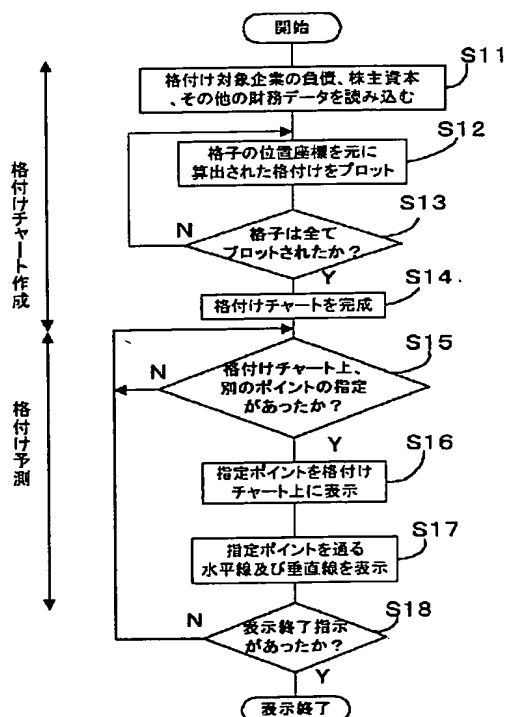 開始
S11
格付け対象企業の負債、株主資本
、その他の財務データを読み込む
S12
格子の位置座標を元に
算出された格付けをプロット
S13
格子は全て
プロットされたか？
N
Y
S14
格付けチャートを完成
格付けチャート作成
S15
格付けチャート上、
別のポイントの指定
があったか？
N
Y
S16
指定ポイントを格付け
チャート上に表示
S17
指定ポイントを通る
水平線及び垂直線を表示
格付け予測
S18
表示終了指示
があったか？
N
Y
表示終了